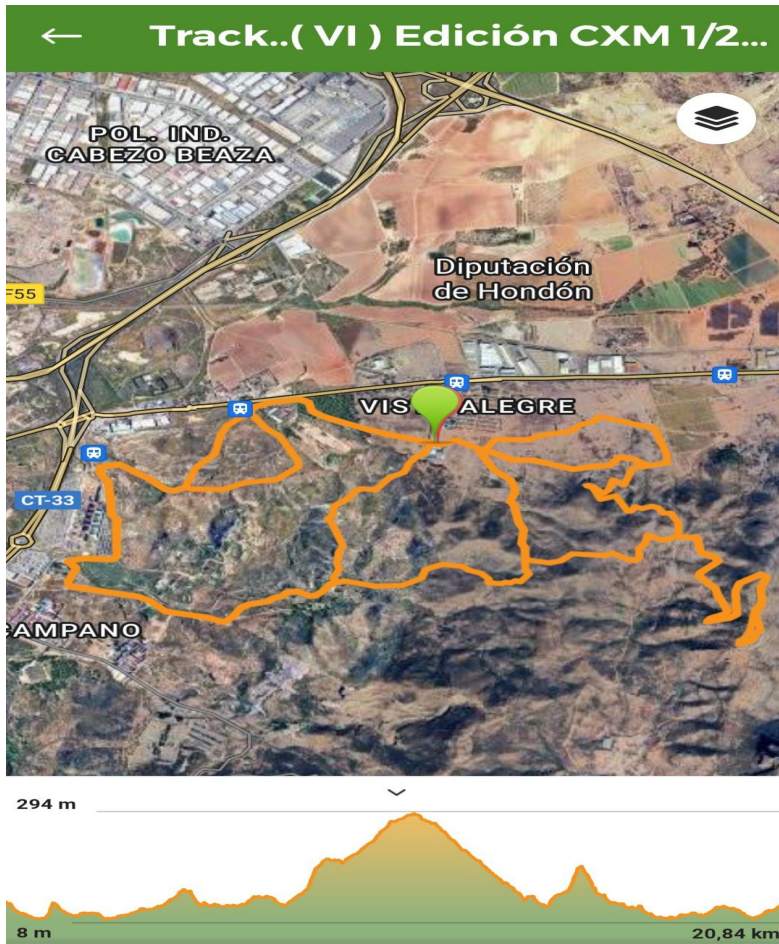 Track..( VI ) Edición CXM 1/2...
POL. IND.
CABEZO BEAZA
Diputación
de Hondón
F55
ALEGRE
CT-33
CAMPANO
294 m
8 m
20,84 km